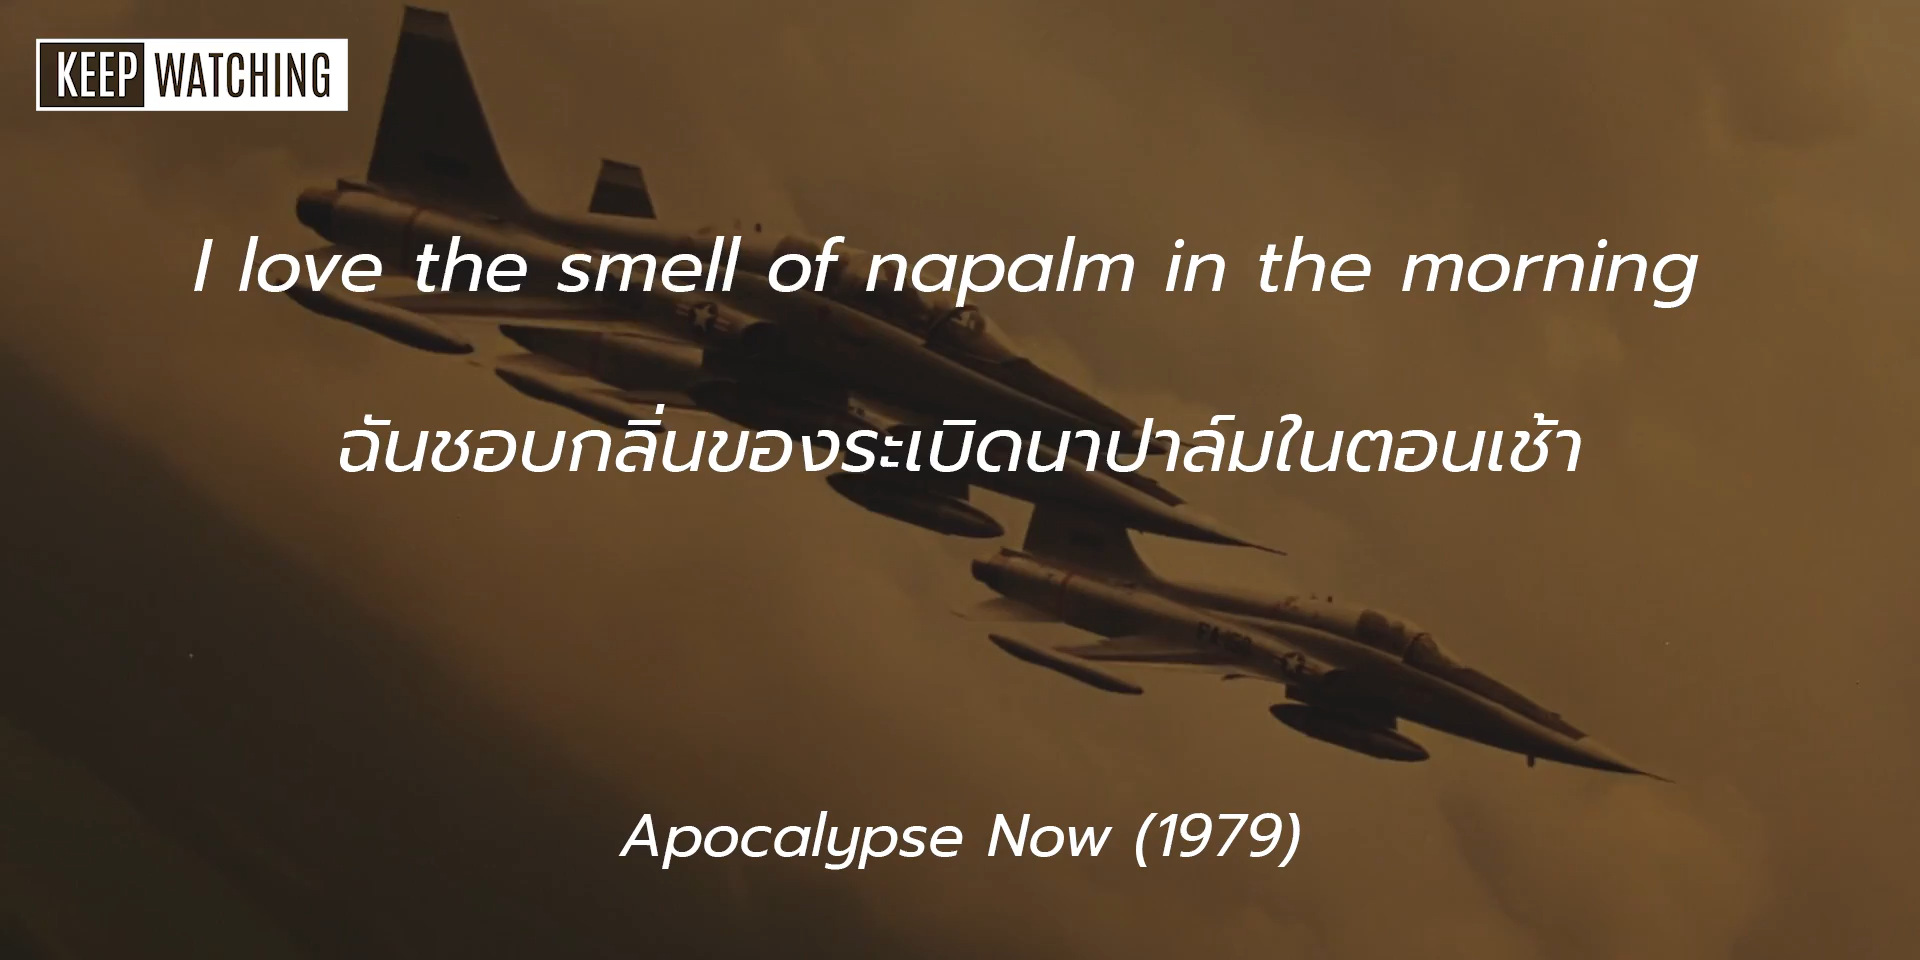 KEEP WATCHING
I love the smell of napalm in the morning
ฉันชอบกลิ่นของระเบิดนาปาล์มในตอนเช้า
Apocalypse Now (1979)